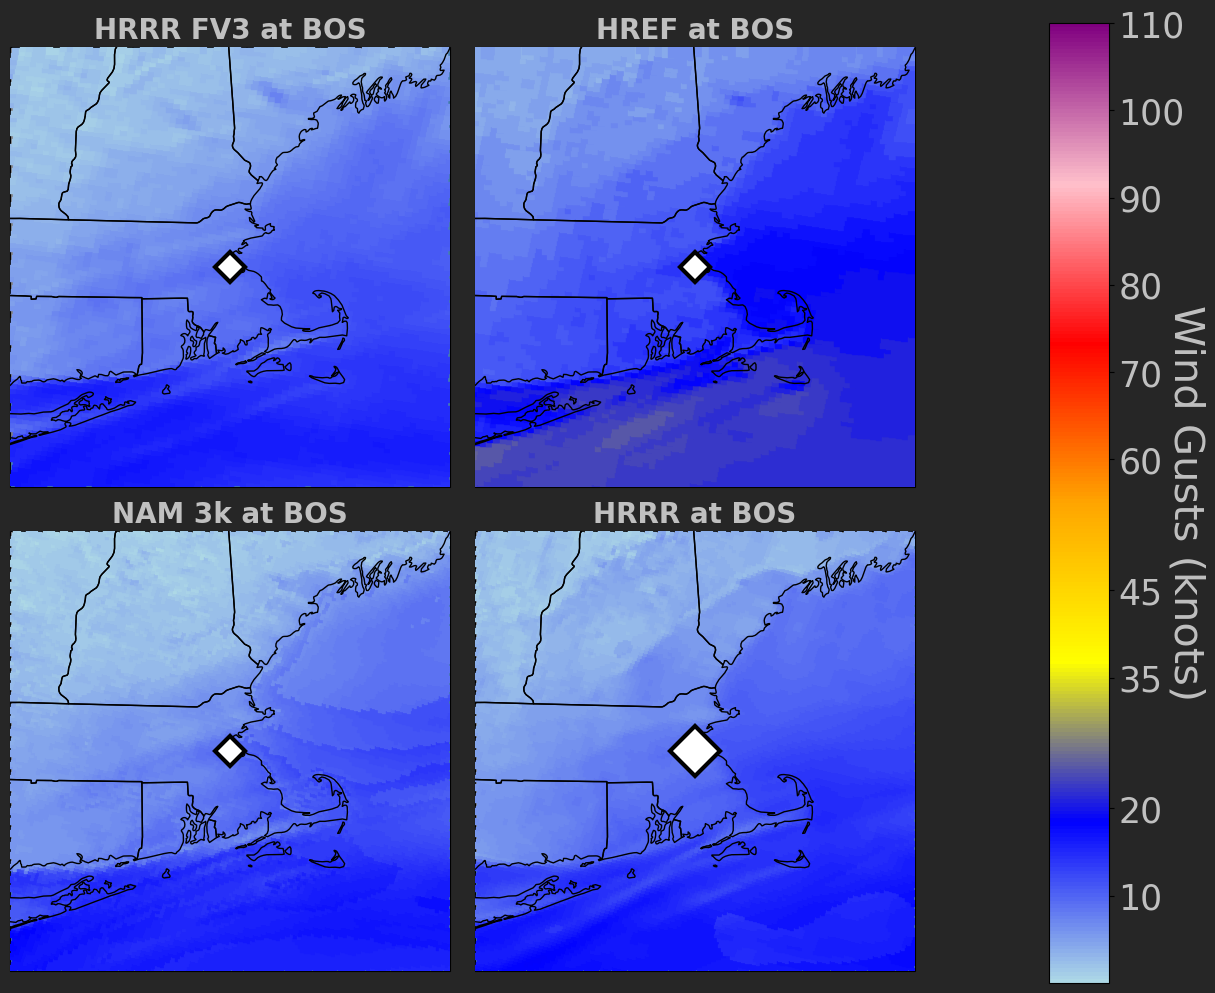 HRRR FV3 at BOS
HREF at BOS
NAM 3k at BOS
HRRR at BOS
110
100
90
80
70
60
45
35
20
10
Wind Gusts (knots)